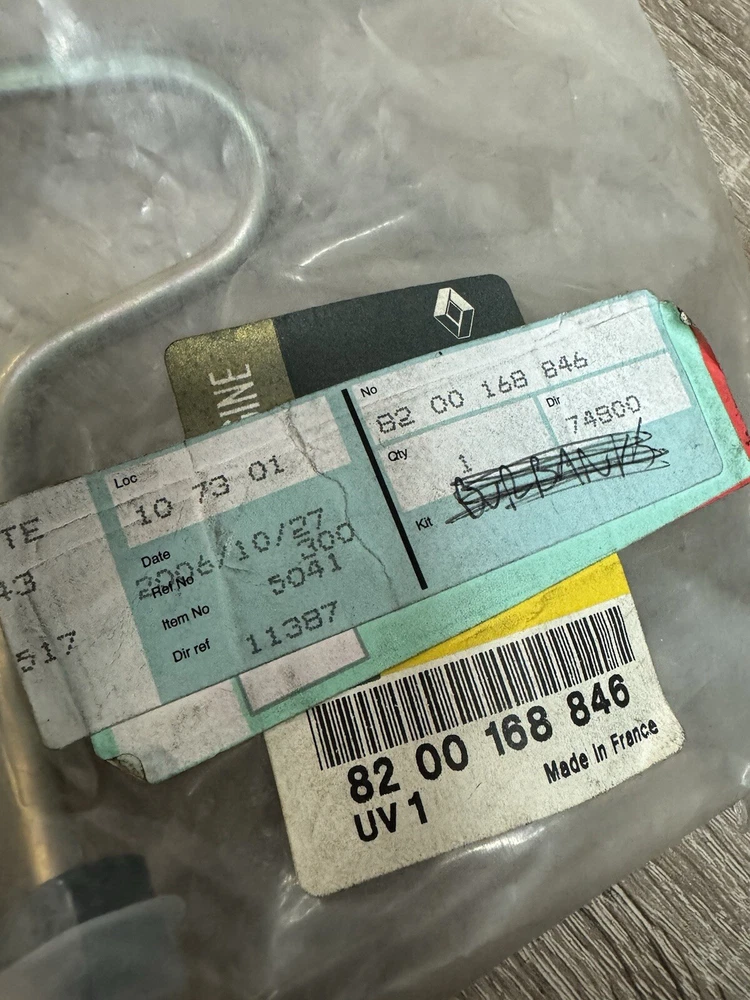 GINE
No
82 00 168 846
Dir
74900
Qty
1
Kit
Loc
10 73 01
Date
2006/10/27
300
Ref No
5041
Item No
Dir ref
11387
TE
43
517
82 00 168 846
UV 1
Made in France